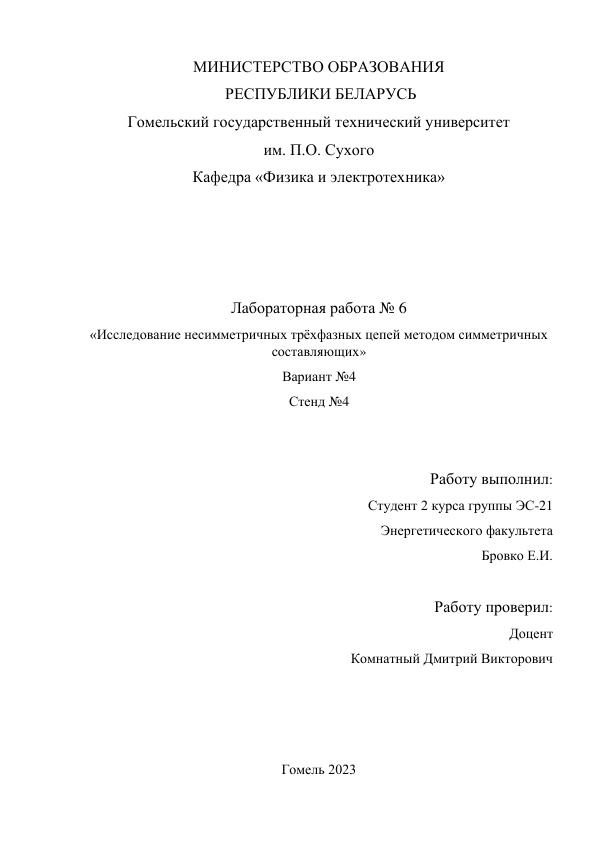 МИНИСТЕРСТВО ОБРАЗОВАНИЯ
РЕСПУБЛИКИ БЕЛАРУСЬ
Гомельский государственный технический университет
им. П.О. Сухого
Кафедра «Физика и электротехника»
Лабораторная работа № 6
«Исследование несимметричных трёхфазных цепей методом симметричных
составляющих»
Вариант №4
Стенд №4
Работу выполнил:
Студент 2 курса группы ЭС-21
Энергетического факультета
Бровко Е.И.
Работу проверил:
Доцент
Комнатный Дмитрий Викторович
Гомель 2023